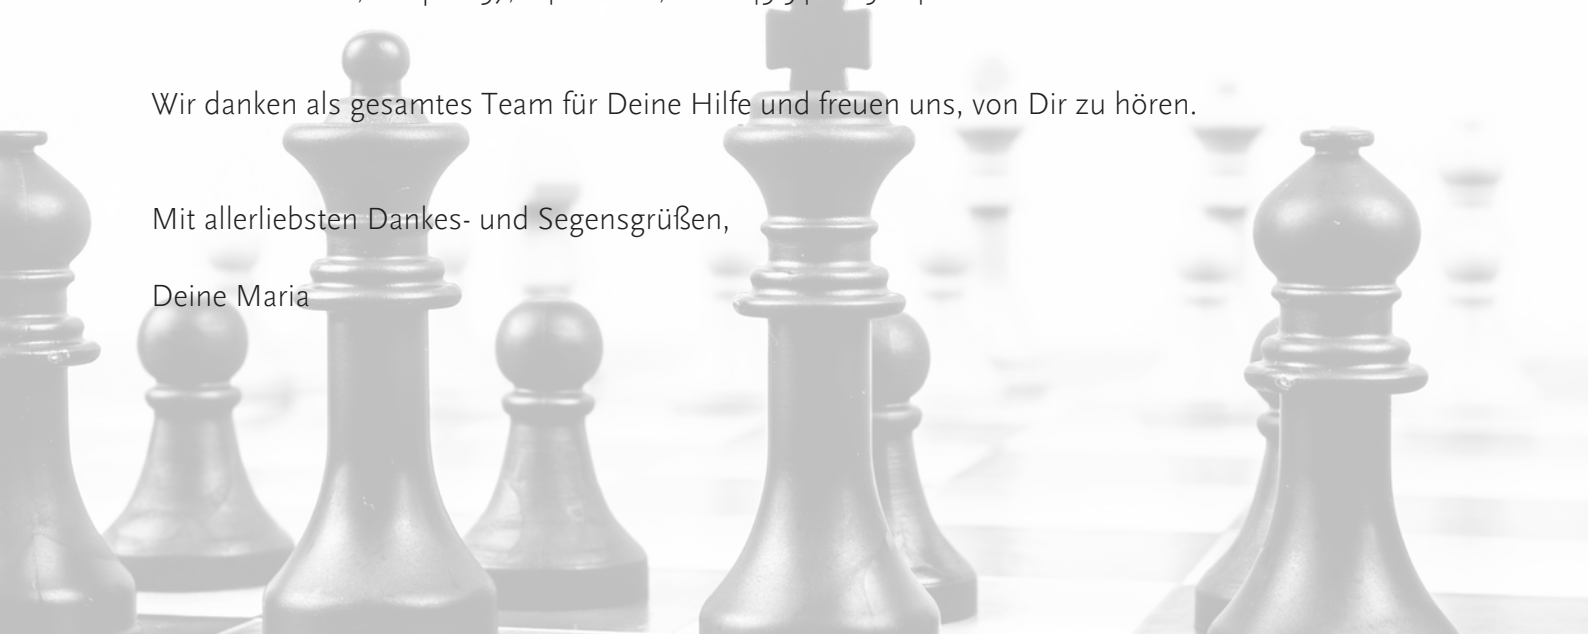 Wir danken als gesamtes Team für Deine Hilfe und freuen uns, von Dir zu hören.
Mit allerliebsten Dankes- und Segensgrüßen,
Deine Maria